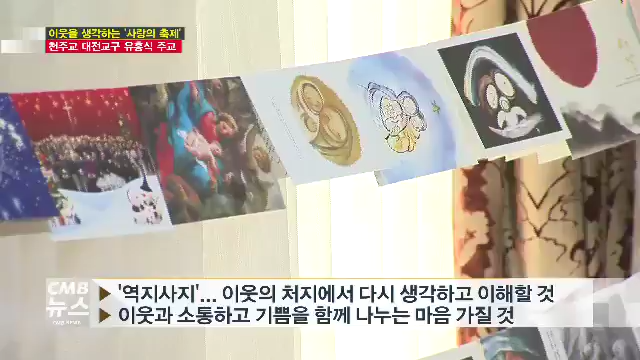 이웃을 생각하는 '사랑의 축제'
천주교 대전교구 유흥식 주교
CMB
뉴스
CMB NEWS
▶ '역지사지'... 이웃의 처지에서 다시 생각하고 이해할 것
▶ 이웃과 소통하고 기쁨을 함께 나누는 마음 가질 것